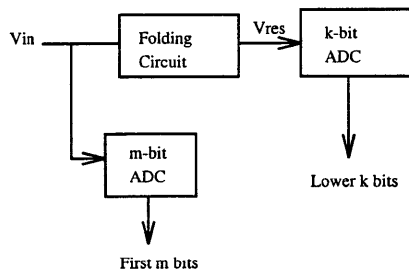 Vin
Folding
Circuit
Vres
k-bit
ADC
m-bit
ADC
Lower k bits
First m bits